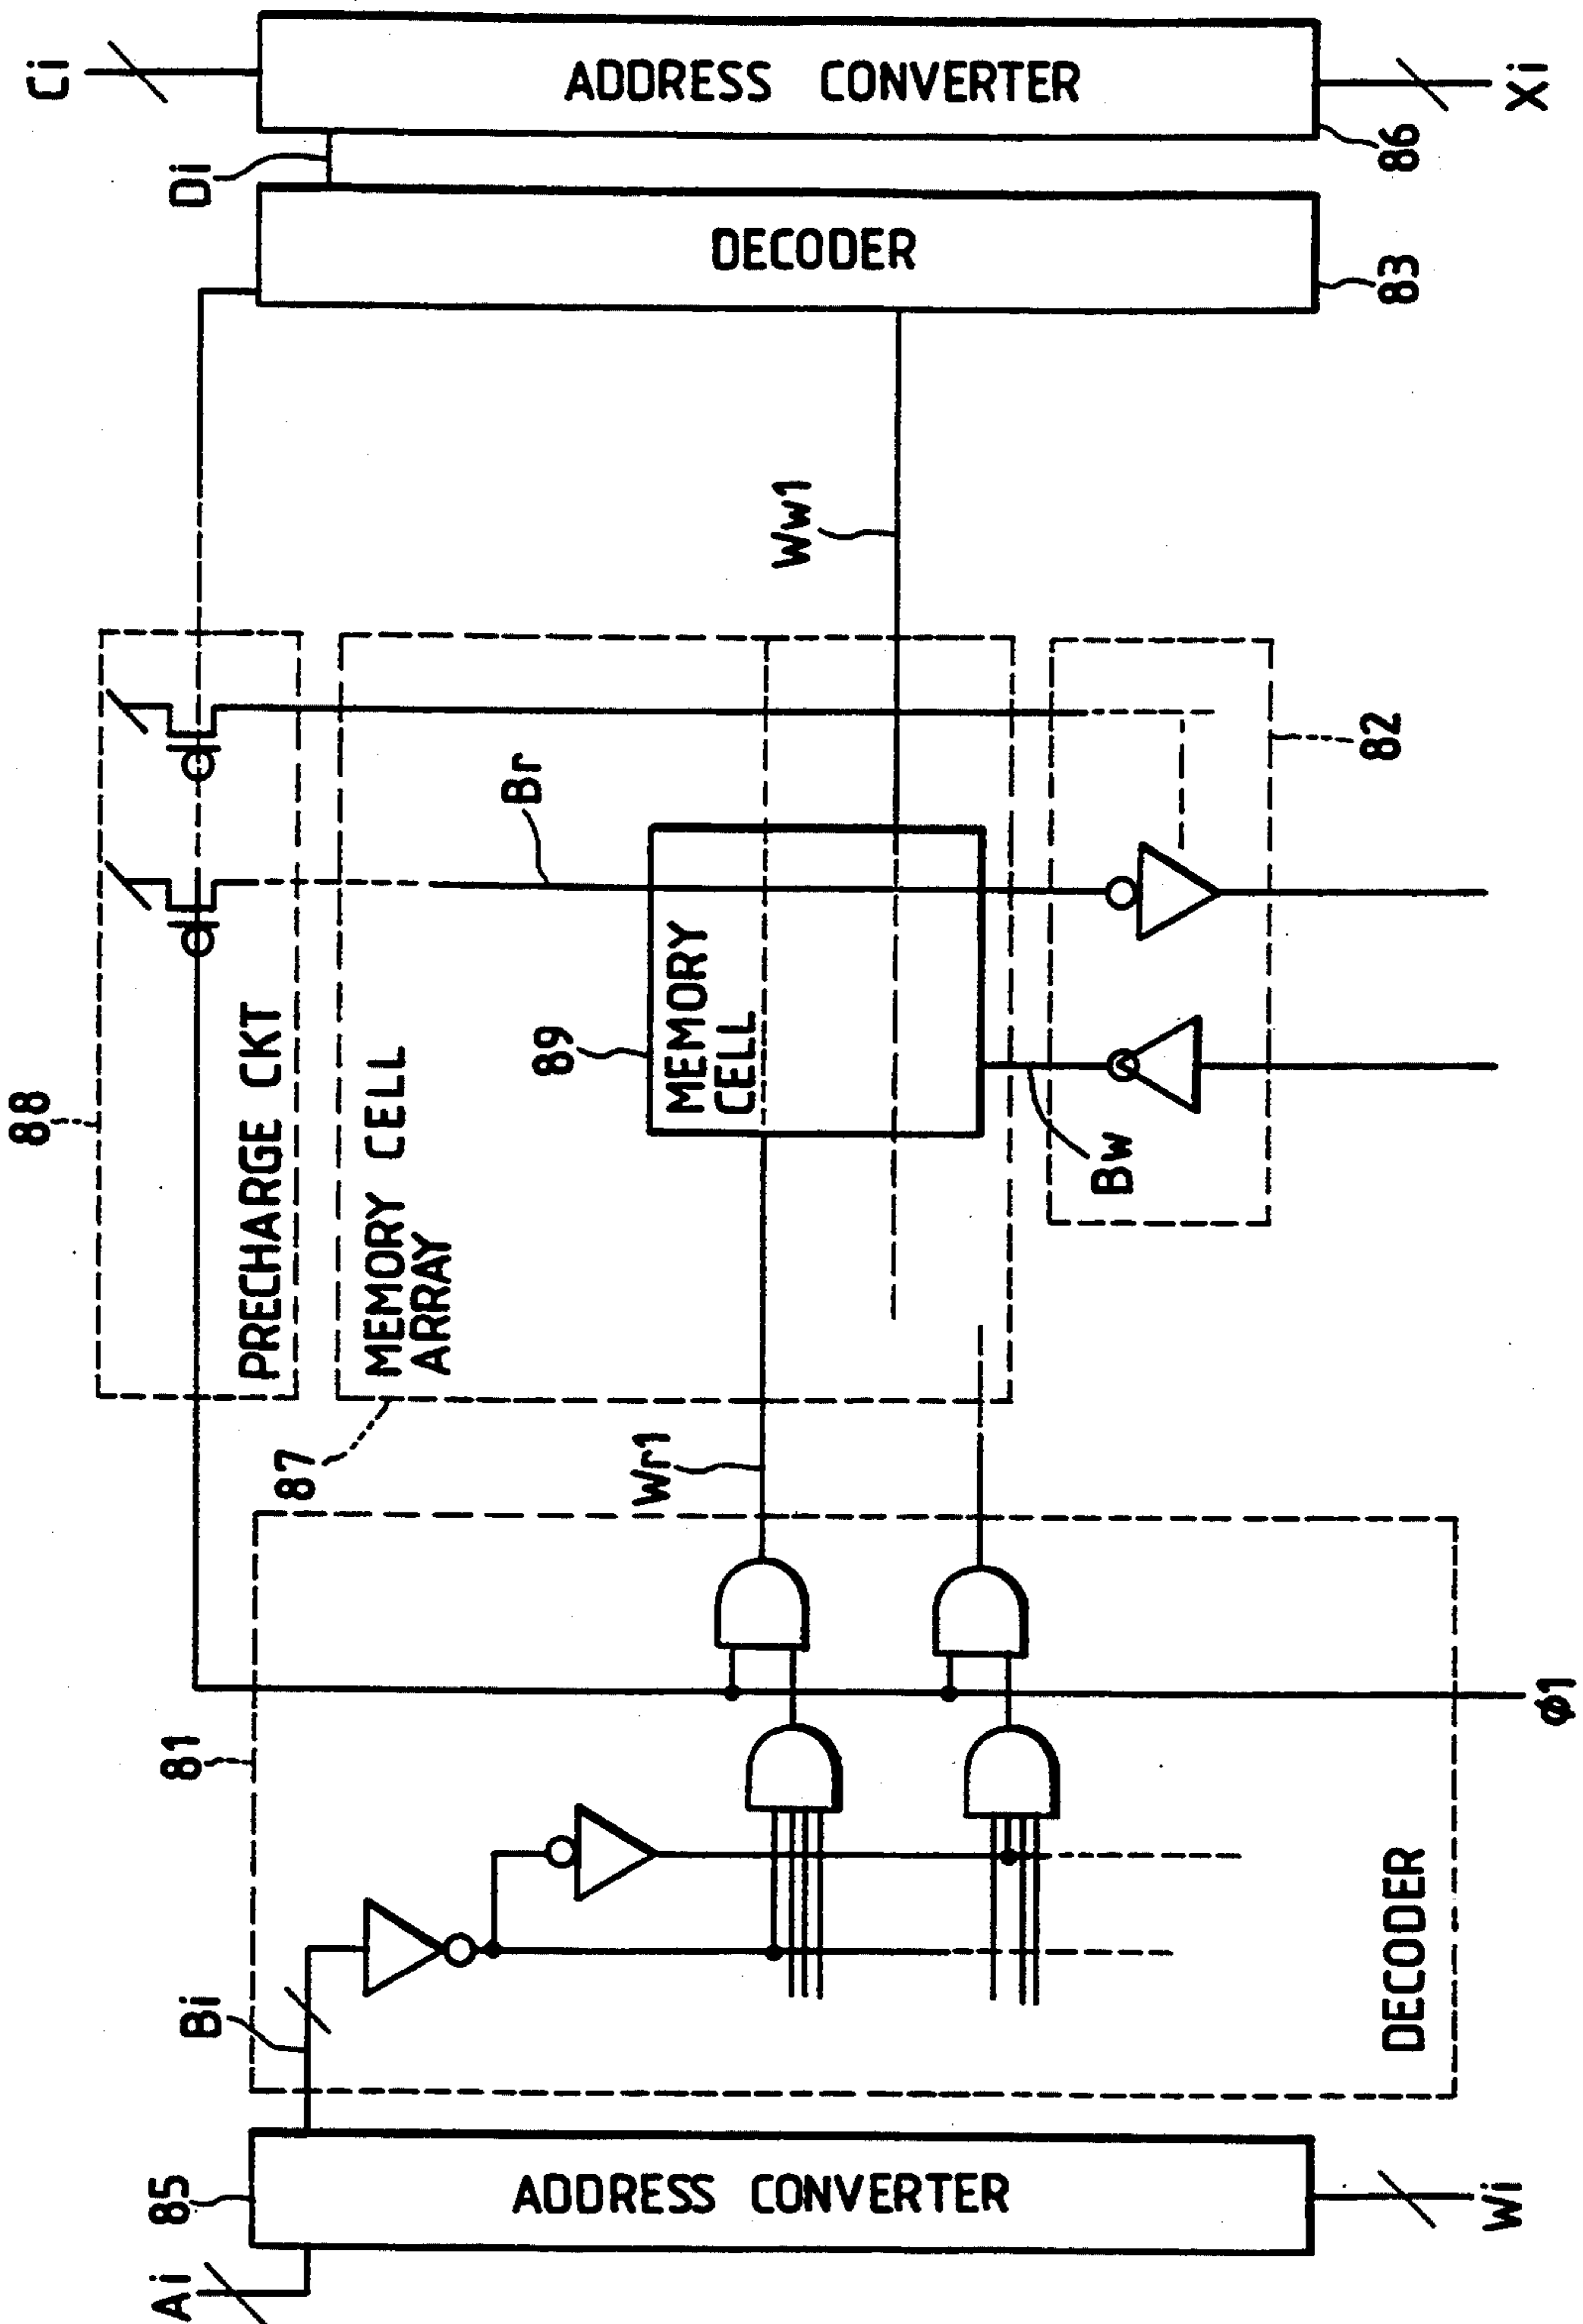 Ci
ADDRESS CONVERTER
86
Xi
Di
DECODER
83
Ww1
88
PRECHARGE CKT
MEMORY CELL
ARRAY
87
Br
89
MEMORY
CELL
82
Bw
Wr1
81
Bi
DECODER
ø1
85
ADDRESS CONVERTER
Ai
Wi